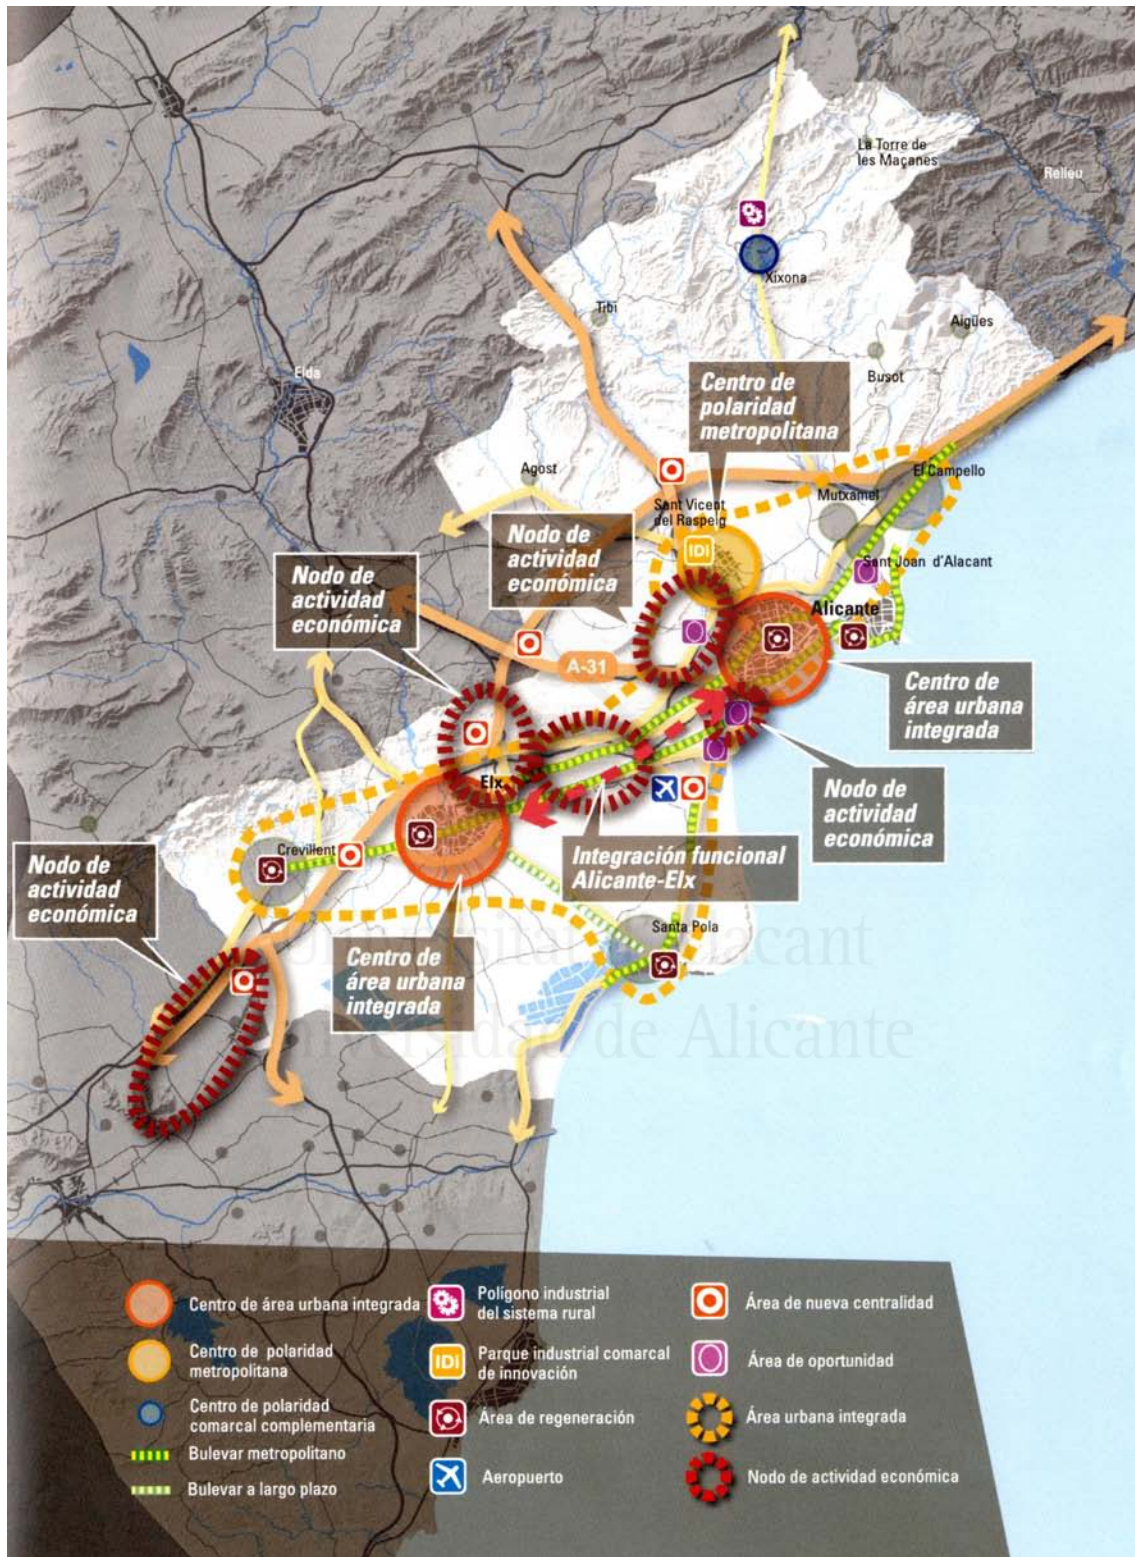 La Torre de
les Maçanes
Relleu
Xixona
Tibi
Aigües
Elda
Busot
Centro de
polaridad
metropolitana
El Campello
Agost
Mutxamel
Sant Vicent
del Raspeig
Nodo de
actividad
económica
IDi
Sant Joan d'Alacant
Nodo de
actividad
económica
Alicante
A-31
Centro de
área urbana
integrada
Elx
Nodo de
actividad
económica
Crevillent
Integración funcional
Alicante-Elx
Nodo de
actividad
económica
Santa Pola
Centro de
área urbana
integrada
Universitat d'Alacant
Universidad de Alicante
Centro de área urbana integrada
Centro de polaridad
metropolitana
Centro de polaridad
comarcal complementaria
Bulevar metropolitano
Bulevar a largo plazo
Polígono industrial
del sistema rural
IDi
Parque industrial comarcal
de innovación
Área de regeneración
Aeropuerto
Área de nueva centralidad
Área de oportunidad
Área urbana integrada
Nodo de actividad económica